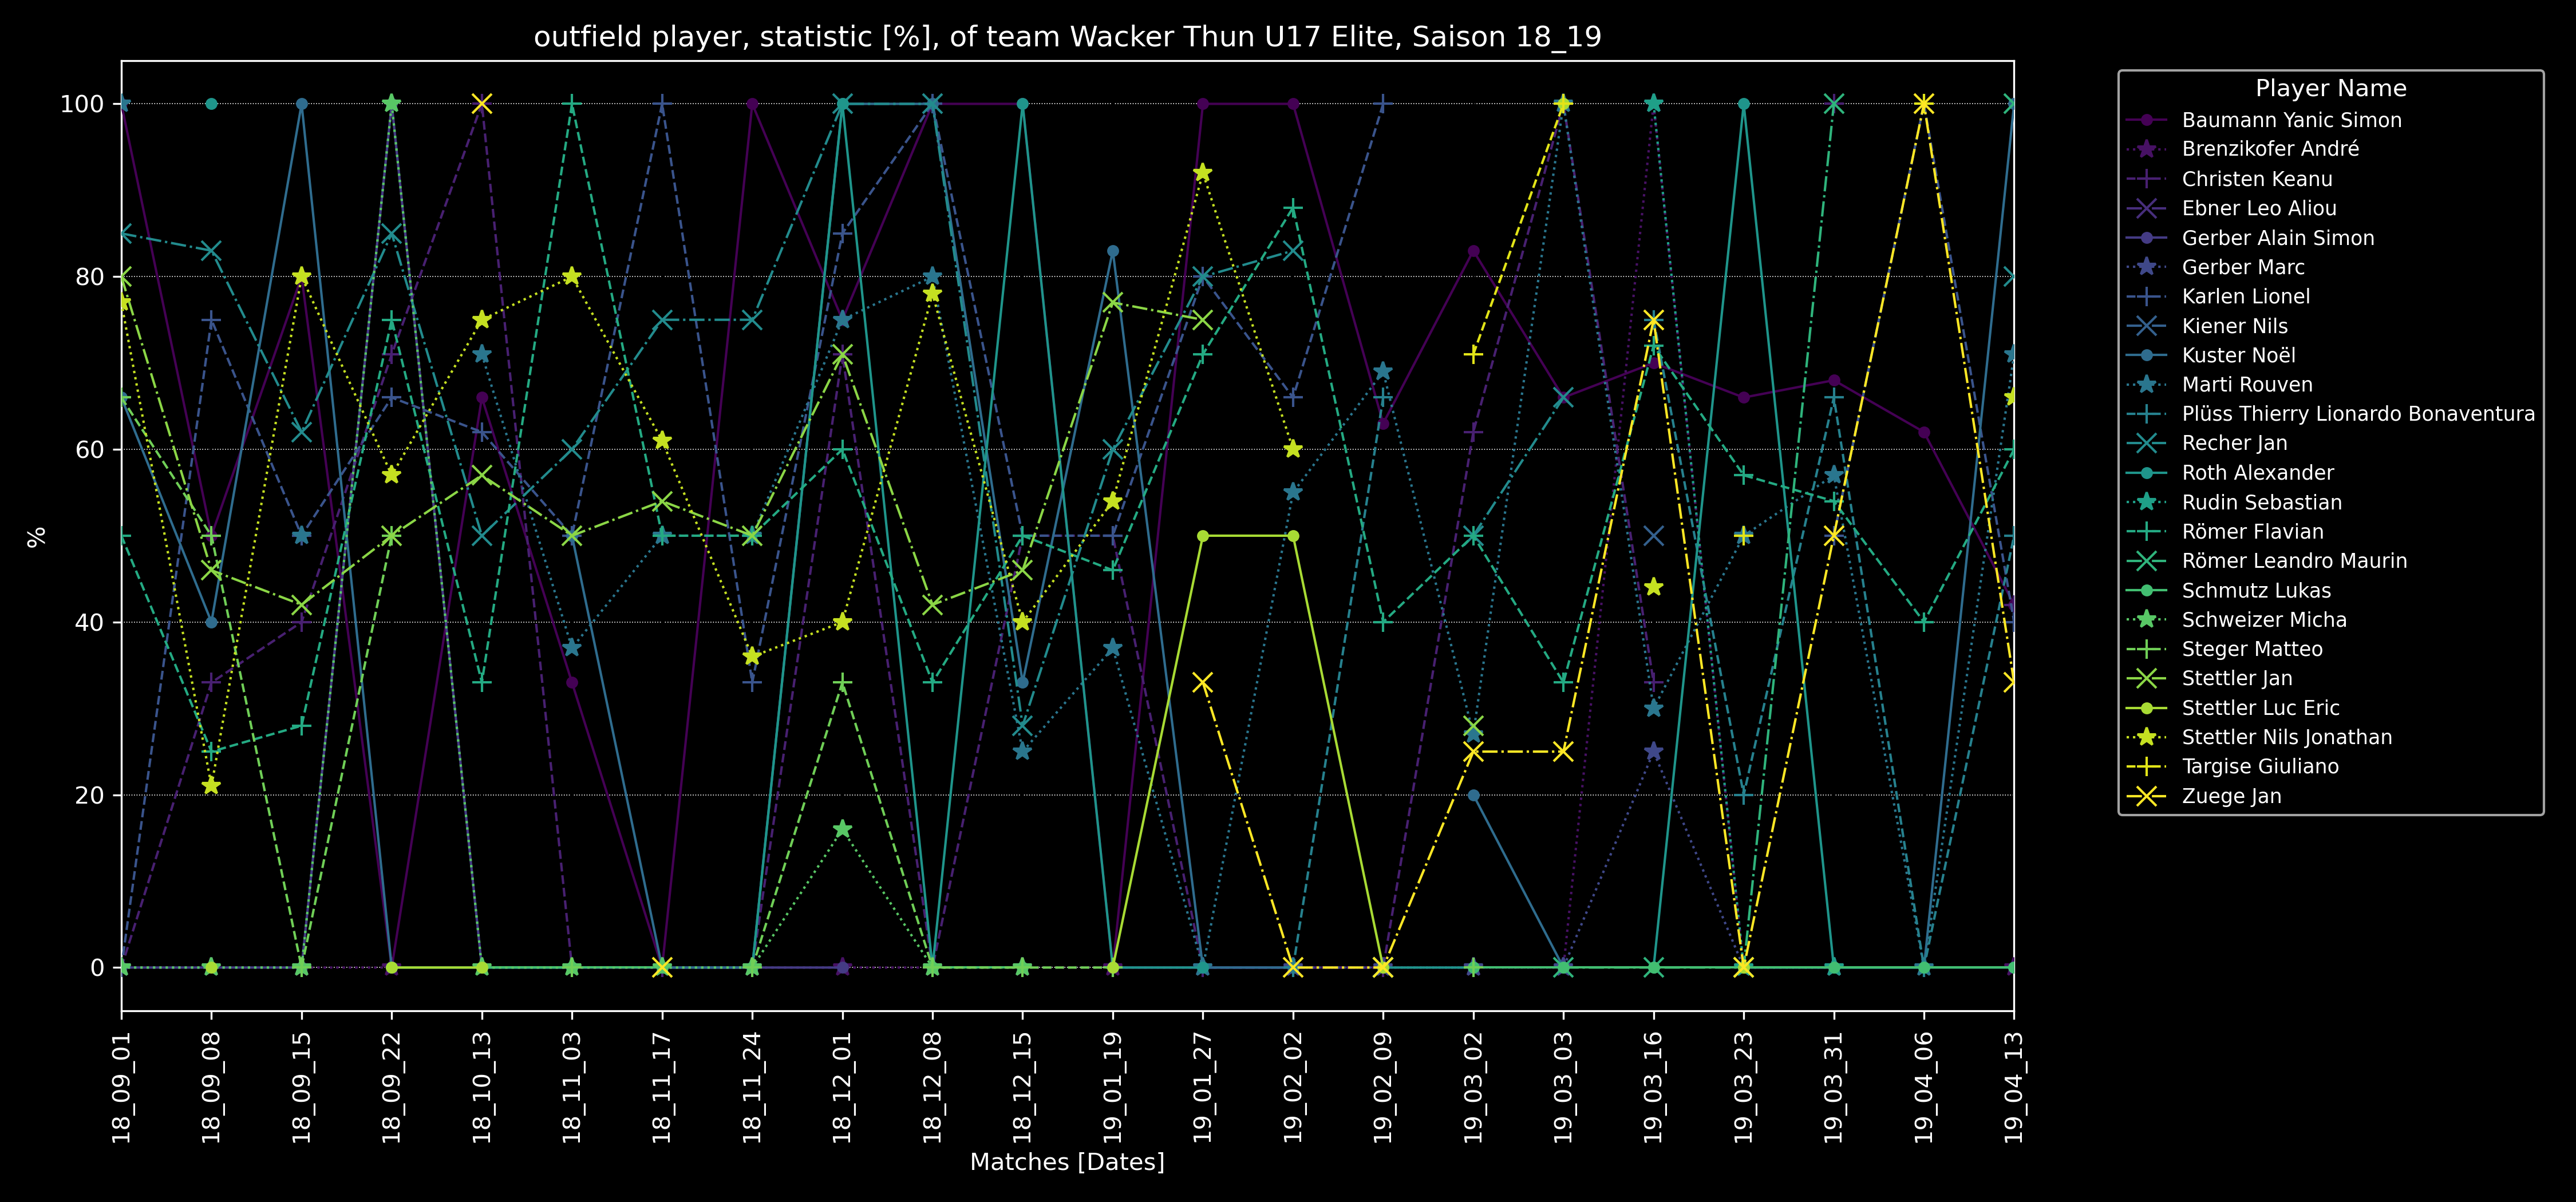 outfield player, statistic [%], of team Wacker Thun U17 Elite, Saison 18_19
%
100
80
60
40
20
0
18_09_01
18_09_08
18_09_15
18_09_22
18_10_13
18_11_03
18_11_17
18_11_24
18_12_01
18_12_08
18_12_15
19_01_19
19_01_27
19_02_02
19_02_09
19_03_02
19_03_03
19_03_16
19_03_23
19_03_31
19_04_06
19_04_13
Matches [Dates]
Player Name
Baumann Yanic Simon
Brenzikofer André
Christen Keanu
Ebner Leo Aliou
Gerber Alain Simon
Gerber Marc
Karlen Lionel
Kiener Nils
Kuster Noël
Marti Rouven
Plüss Thierry Lionardo Bonaventura
Recher Jan
Roth Alexander
Rudin Sebastian
Römer Flavian
Römer Leandro Maurin
Schmutz Lukas
Schweizer Micha
Steger Matteo
Stettler Jan
Stettler Luc Eric
Stettler Nils Jonathan
Targise Giuliano
Zuege Jan